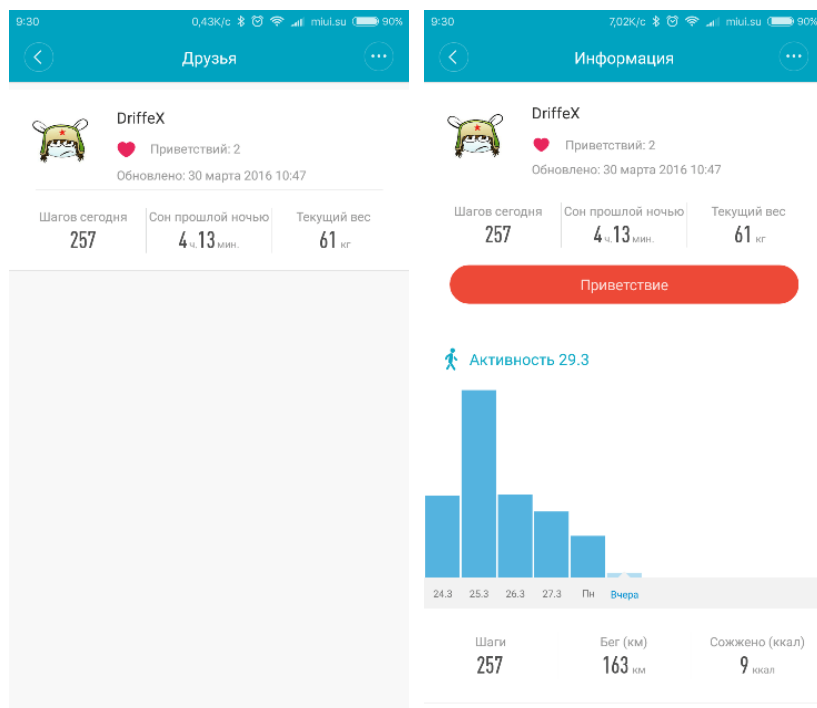 9:30 0,43K/c miui.su 90%
Друзья
DriffeX
Приветствий: 2
Обновлено: 30 марта 2016 10:47
Шагов сегодня Сон прошлой ночью Текущий вес
257 4 ч. 13 мин. 61 кг
9:30 7,02K/c miui.su 90%
Информация
DriffeX
Приветствий: 2
Обновлено: 30 марта 2016 10:47
Шагов сегодня Сон прошлой ночью Текущий вес
257 4 ч. 13 мин. 61 кг
Приветствие
Активность 29.3
24.3 25.3 26.3 27.3 Пн Вчера
Шаги Бег (км) Сожжено (ккал)
257 163 км 9 ккал